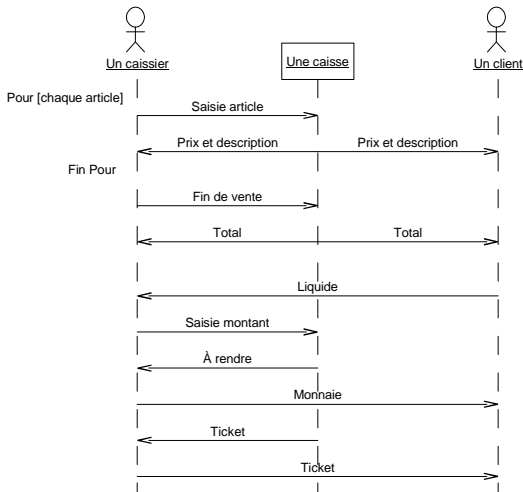 Un caissier
Une caisse
Un client
Pour [chaque article]
Saisie article
Prix et description
Prix et description
Fin Pour
Fin de vente
Total
Total
Liquide
Saisie montant
À rendre
Monnaie
Ticket
Ticket